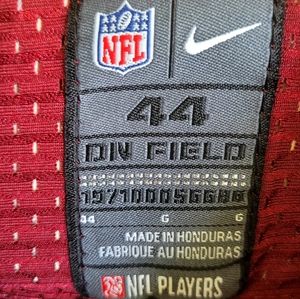 NFL
44
ON FIELD
44 G G
MADE IN HONDURAS
FABRIQUÉ AU HONDURAS
NFL PLAYERS